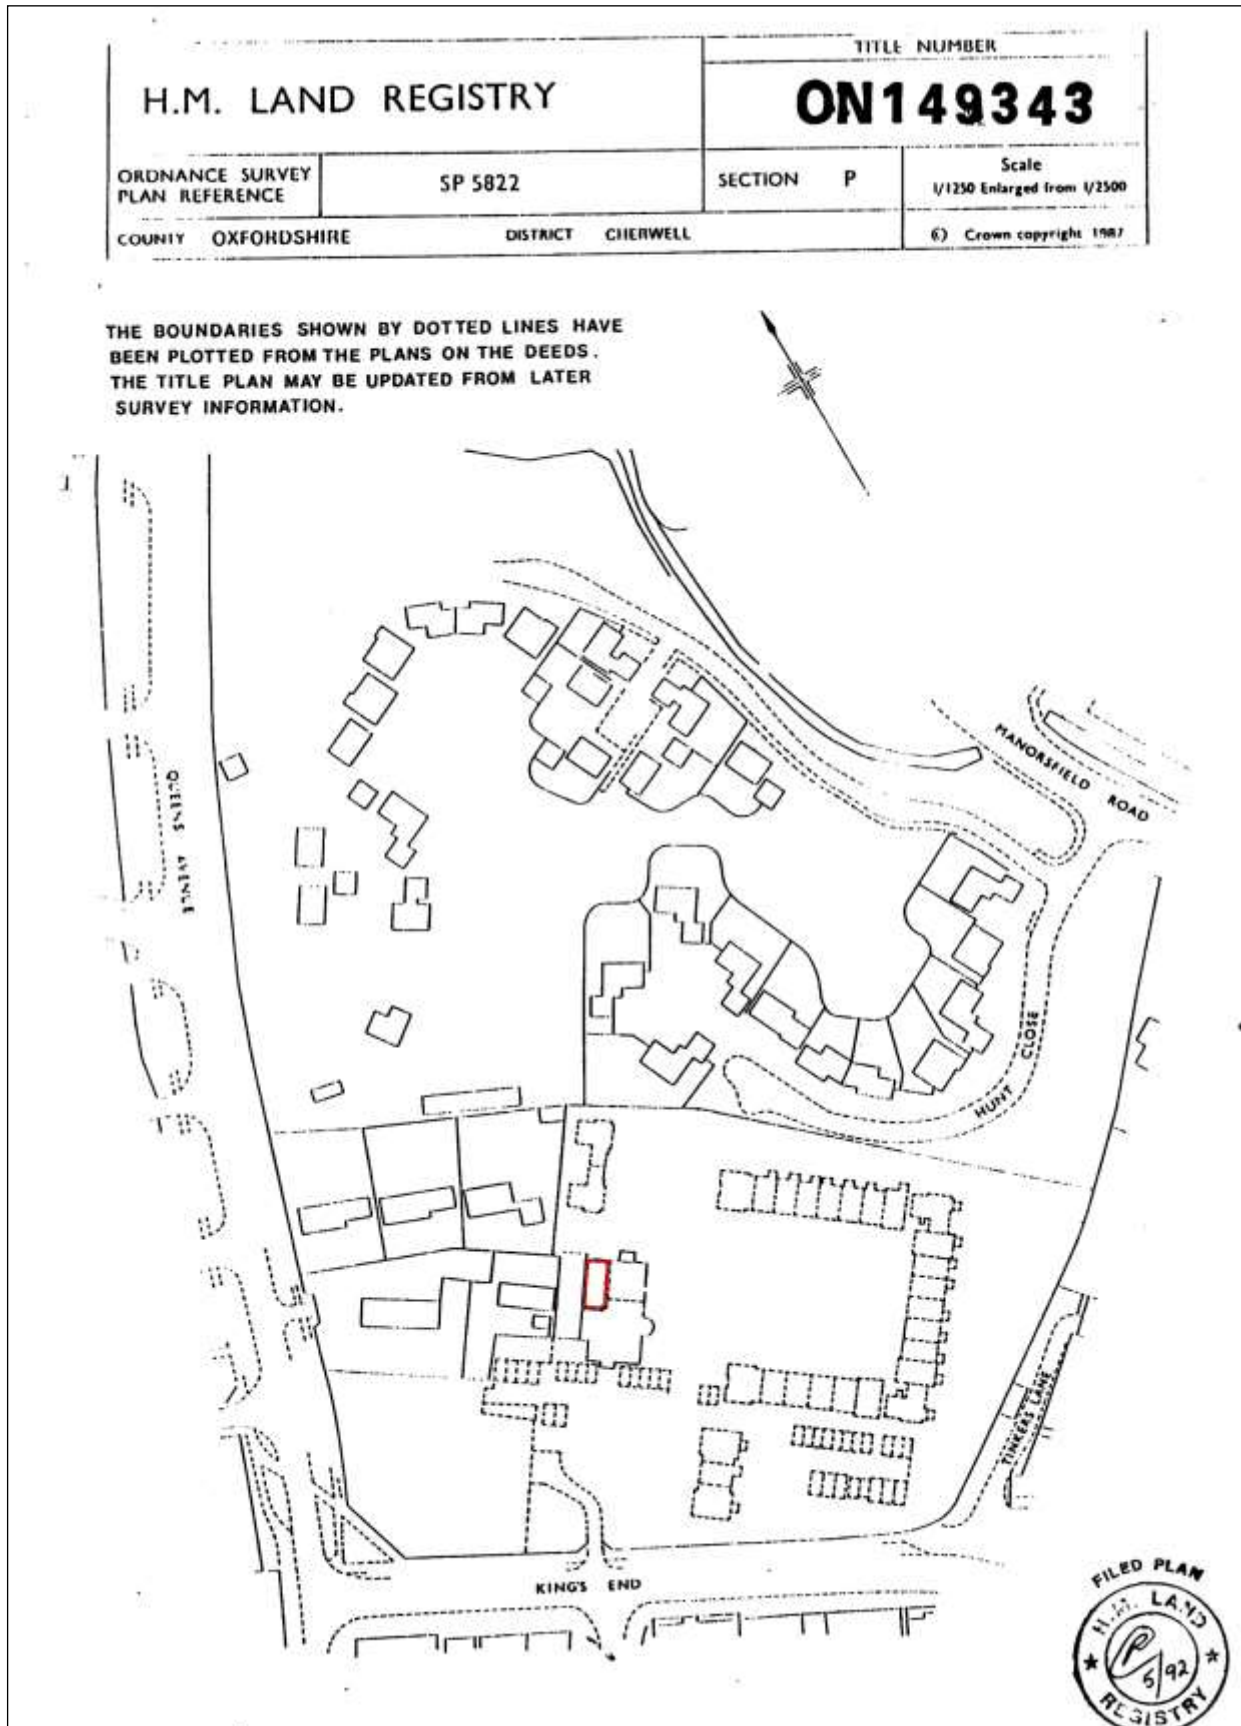 TITLE NUMBER
H.M. LAND REGISTRY
ON149343
ORDNANCE SURVEY
PLAN REFERENCE
SP 5822
SECTION P
Scale
1/1250 Enlarged from 1/2500
COUNTY OXFORDSHIRE
DISTRICT CHERWELL
© Crown copyright 1987
THE BOUNDARIES SHOWN BY DOTTED LINES HAVE
BEEN PLOTTED FROM THE PLANS ON THE DEEDS.
THE TITLE PLAN MAY BE UPDATED FROM LATER
SURVEY INFORMATION.
MANORSFIELD ROAD
QUEENS AVENUE
HUNT CLOSE
TINKERS LANE
KING'S END
FILED PLAN
H.M. LAND
5/92
REGISTRY